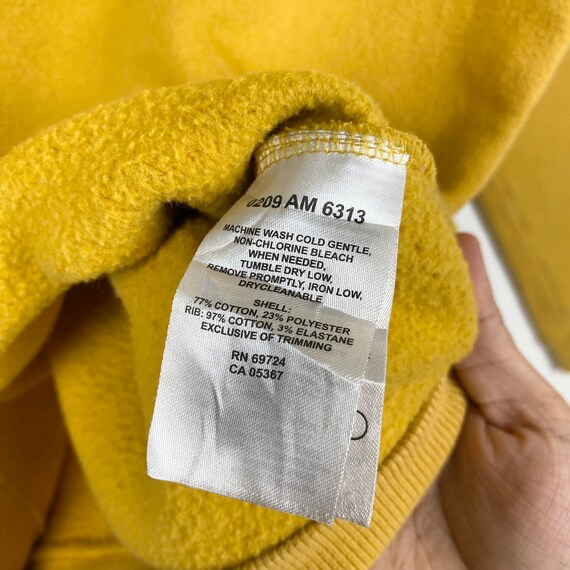 0209 AM 6313
MACHINE WASH COLD GENTLE,
NON-CHLORINE BLEACH
WHEN NEEDED,
TUMBLE DRY LOW,
REMOVE PROMPTLY, IRON LOW,
DRYCLEANABLE
SHELL:
77% COTTON, 23% POLYESTER
RIB: 97% COTTON, 3% ELASTANE
EXCLUSIVE OF TRIMMING
RN 69724
CA 05367